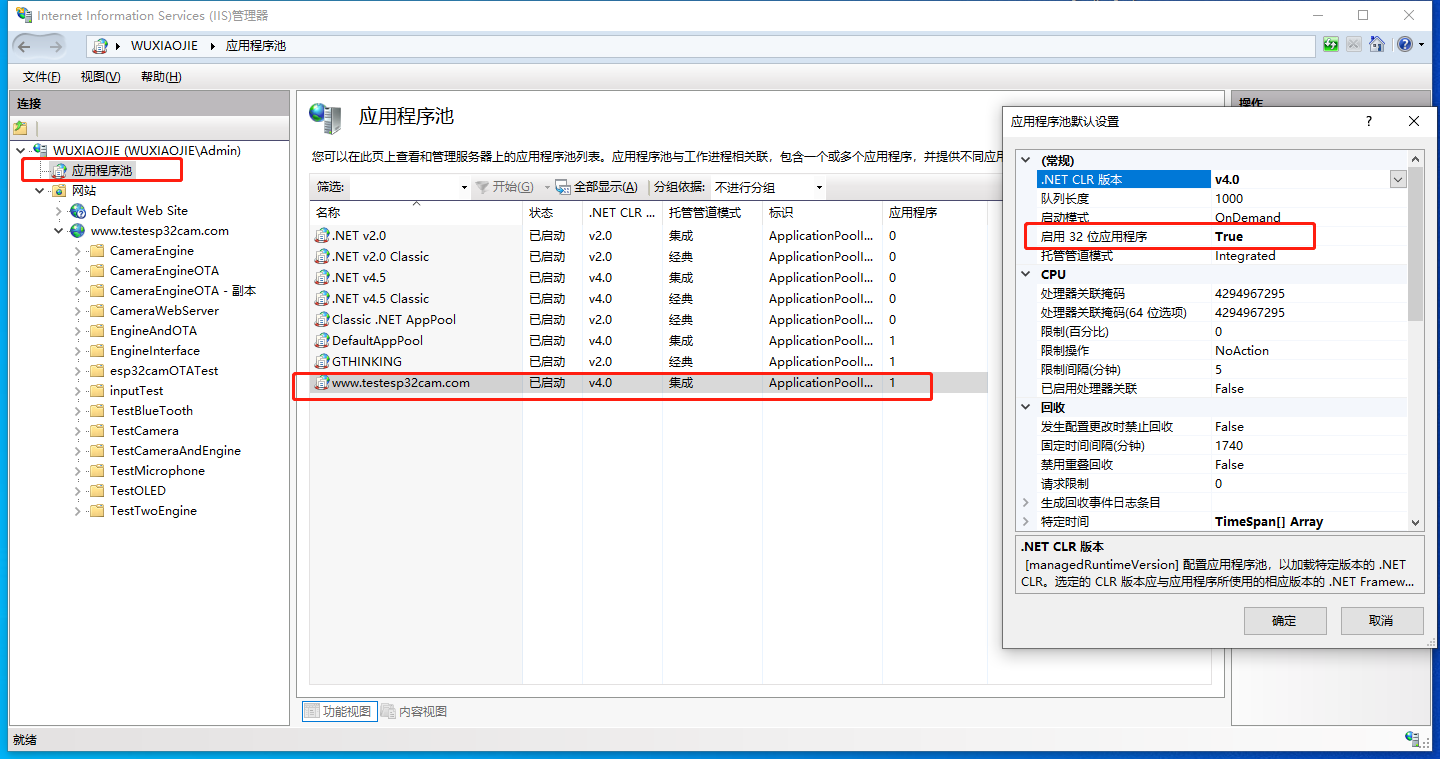 Internet Information Services (IIS)管理器
WUXIAOJIE
应用程序池
文件(F)
视图(V)
帮助(H)
连接
WUXIAOJIE (WUXIAOJIE\Admin)
应用程序池
网站
Default Web Site
www.testesp32cam.com
CameraEngine
CameraEngineOTA
CameraEngineOTA - 副本
CameraWebServer
EngineAndOTA
EngineInterface
esp32camOTATest
inputTest
TestBlueTooth
TestCamera
TestCameraAndEngine
TestMicrophone
TestOLED
TestTwoEngine
应用程序池
您可以在此页上查看和管理服务器上的应用程序池列表。应用程序池与工作进程相关联，包含一个或多个应用程序，并提供不同应用
筛选:
开始(G)
全部显示(A)
分组依据:
不进行分组
名称 状态 .NET CLR ... 托管管道模式 标识 应用程序
.NET v2.0 已启动 v2.0 集成 ApplicationPoolI... 0
.NET v2.0 Classic 已启动 v2.0 经典 ApplicationPoolI... 0
.NET v4.5 已启动 v4.0 集成 ApplicationPoolI... 0
.NET v4.5 Classic 已启动 v4.0 经典 ApplicationPoolI... 0
Classic .NET AppPool 已启动 v2.0 经典 ApplicationPoolI... 0
DefaultAppPool 已启动 v4.0 集成 ApplicationPoolI... 1
GTHINKING 已启动 v2.0 经典 ApplicationPoolI... 1
www.testesp32cam.com 已启动 v4.0 集成 ApplicationPoolI... 1
功能视图
内容视图
就绪
操作
应用程序池默认设置
?
(常规)
.NET CLR 版本 v4.0
队列长度 1000
启动模式 OnDemand
启用 32 位应用程序 True
托管管道模式 Integrated
CPU
处理器关联掩码 4294967295
处理器关联掩码(64 位选项) 4294967295
限制(百分比) 0
限制操作 NoAction
限制间隔(分钟) 5
已启用处理器关联 False
回收
发生配置更改时禁止回收 False
固定时间间隔(分钟) 1740
禁用重叠回收 False
请求限制 0
生成回收事件日志条目
特定时间 TimeSpan[] Array
.NET CLR 版本
[managedRuntimeVersion] 配置应用程序池，以加载特定版本的 .NET
CLR。选定的 CLR 版本应与应用程序所使用的相应版本的 .NET Framew...
确定
取消